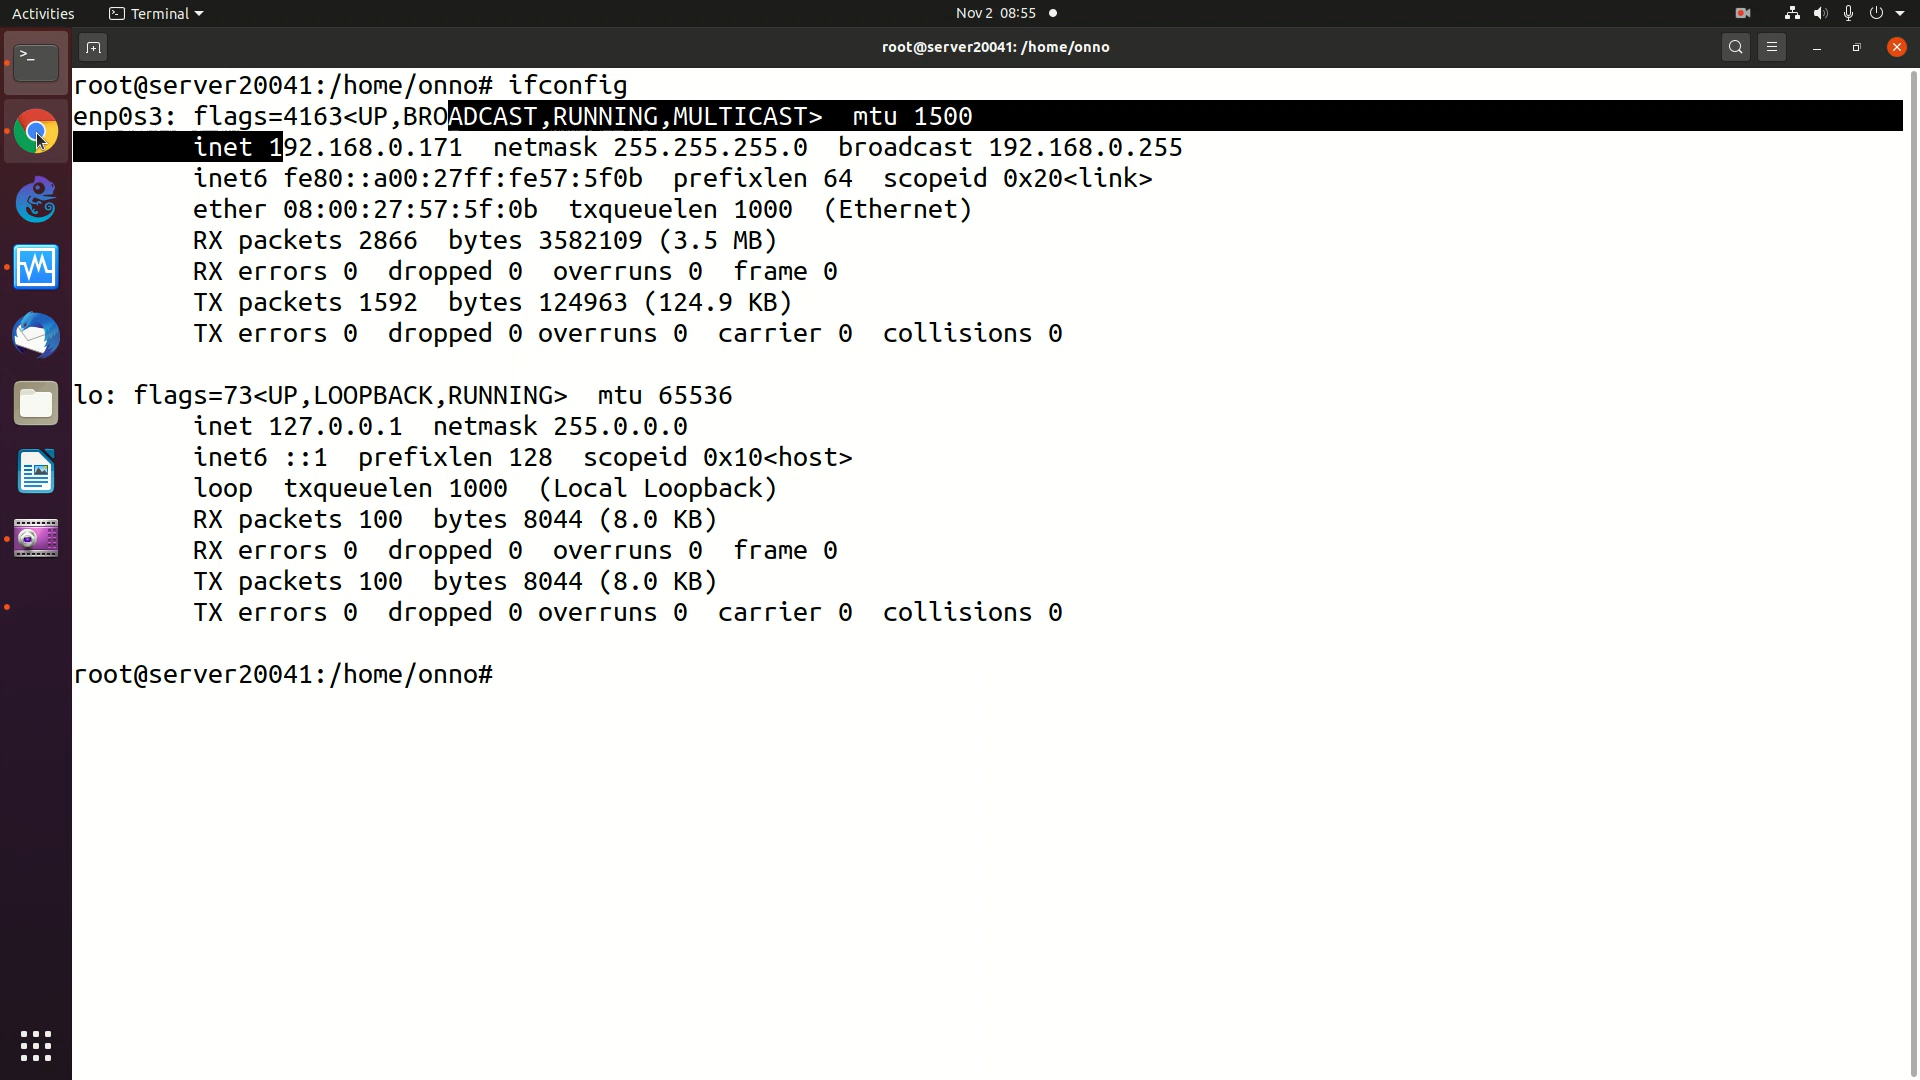 Activities
Terminal
Nov 2 08:55
root@server20041: /home/onno
root@server20041:/home/onno# ifconfig
enp0s3: flags=4163<UP,BROADCAST,RUNNING,MULTICAST>  mtu 1500
        inet 192.168.0.171  netmask 255.255.255.0  broadcast 192.168.0.255
        inet6 fe80::a00:27ff:fe57:5f0b  prefixlen 64  scopeid 0x20<link>
        ether 08:00:27:57:5f:0b  txqueuelen 1000  (Ethernet)
        RX packets 2866  bytes 3582109 (3.5 MB)
        RX errors 0  dropped 0  overruns 0  frame 0
        TX packets 1592  bytes 124963 (124.9 KB)
        TX errors 0  dropped 0 overruns 0  carrier 0  collisions 0
lo: flags=73<UP,LOOPBACK,RUNNING>  mtu 65536
        inet 127.0.0.1  netmask 255.0.0.0
        inet6 ::1  prefixlen 128  scopeid 0x10<host>
        loop  txqueuelen 1000  (Local Loopback)
        RX packets 100  bytes 8044 (8.0 KB)
        RX errors 0  dropped 0  overruns 0  frame 0
        TX packets 100  bytes 8044 (8.0 KB)
        TX errors 0  dropped 0 overruns 0  carrier 0  collisions 0
root@server20041:/home/onno#